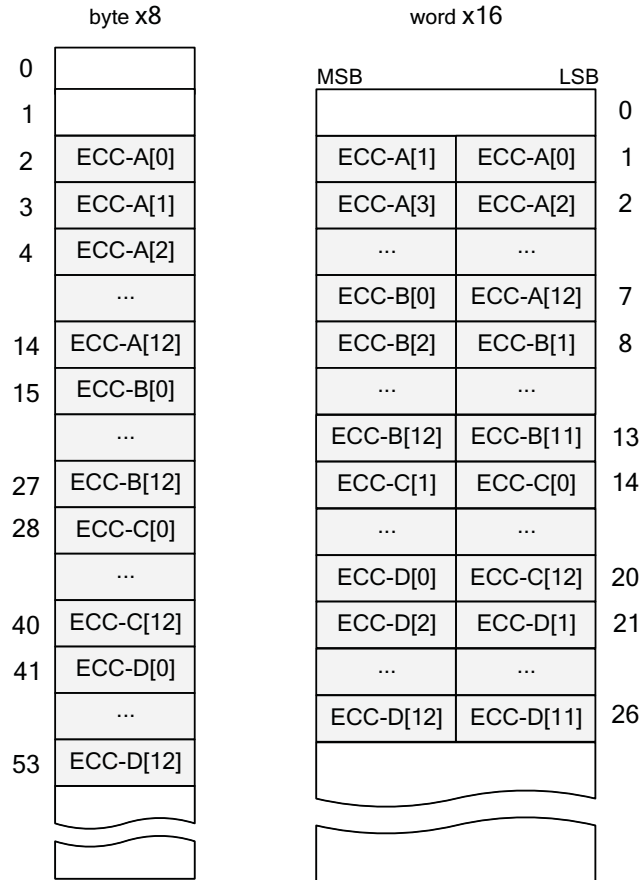 byte x8
word x16
0
MSB LSB
1
0
2 ECC-A[0]
ECC-A[1] ECC-A[0] 1
3 ECC-A[1]
ECC-A[3] ECC-A[2] 2
4 ECC-A[2]
... ...
...
ECC-B[0] ECC-A[12] 7
14 ECC-A[12]
ECC-B[2] ECC-B[1] 8
15 ECC-B[0]
... ...
...
ECC-B[12] ECC-B[11] 13
27 ECC-B[12]
ECC-C[1] ECC-C[0] 14
28 ECC-C[0]
... ...
...
ECC-D[0] ECC-C[12] 20
40 ECC-C[12]
ECC-D[2] ECC-D[1] 21
41 ECC-D[0]
... ...
...
ECC-D[12] ECC-D[11] 26
53 ECC-D[12]